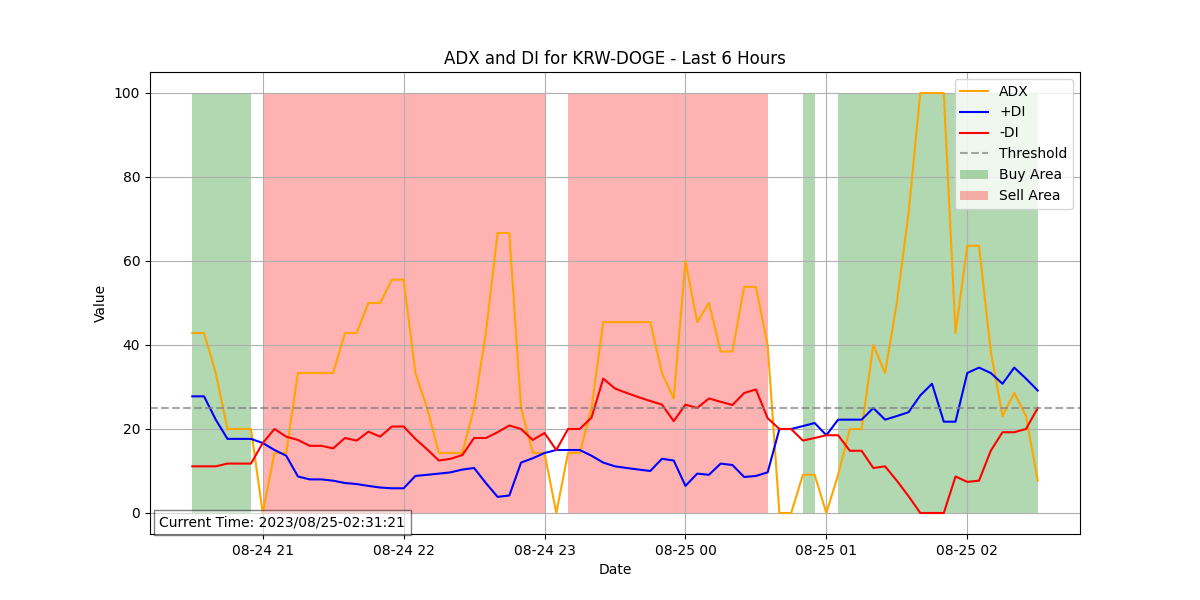 ADX and DI for KRW-DOGE - Last 6 Hours
Value
100
80
60
40
20
0
ADX
+DI
-DI
Threshold
Buy Area
Sell Area
Current Time: 2023/08/25-02:31:21
08-24 21
08-24 22
08-24 23
08-25 00
08-25 01
08-25 02
Date